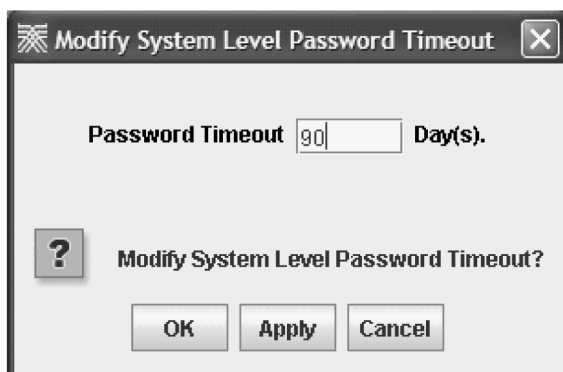 Modify System Level Password Timeout
Password Timeout 90 Day(s).
?
Modify System Level Password Timeout?
OK Apply Cancel